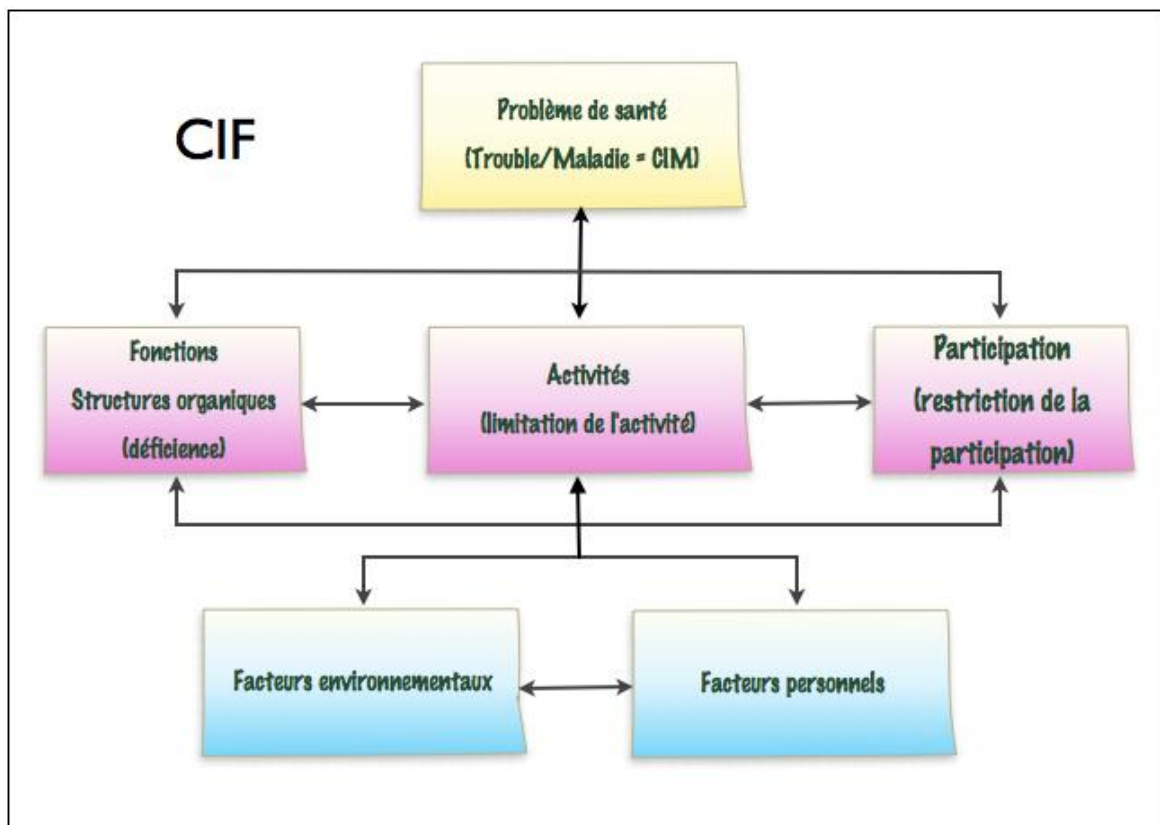 CIF
Problème de santé
(Trouble/Maladie = CIM)
Fonctions
Structures organiques
(déficience)
Activités
(limitation de l'activité)
Participation
(restriction de la
participation)
Facteurs environnementaux
Facteurs personnels